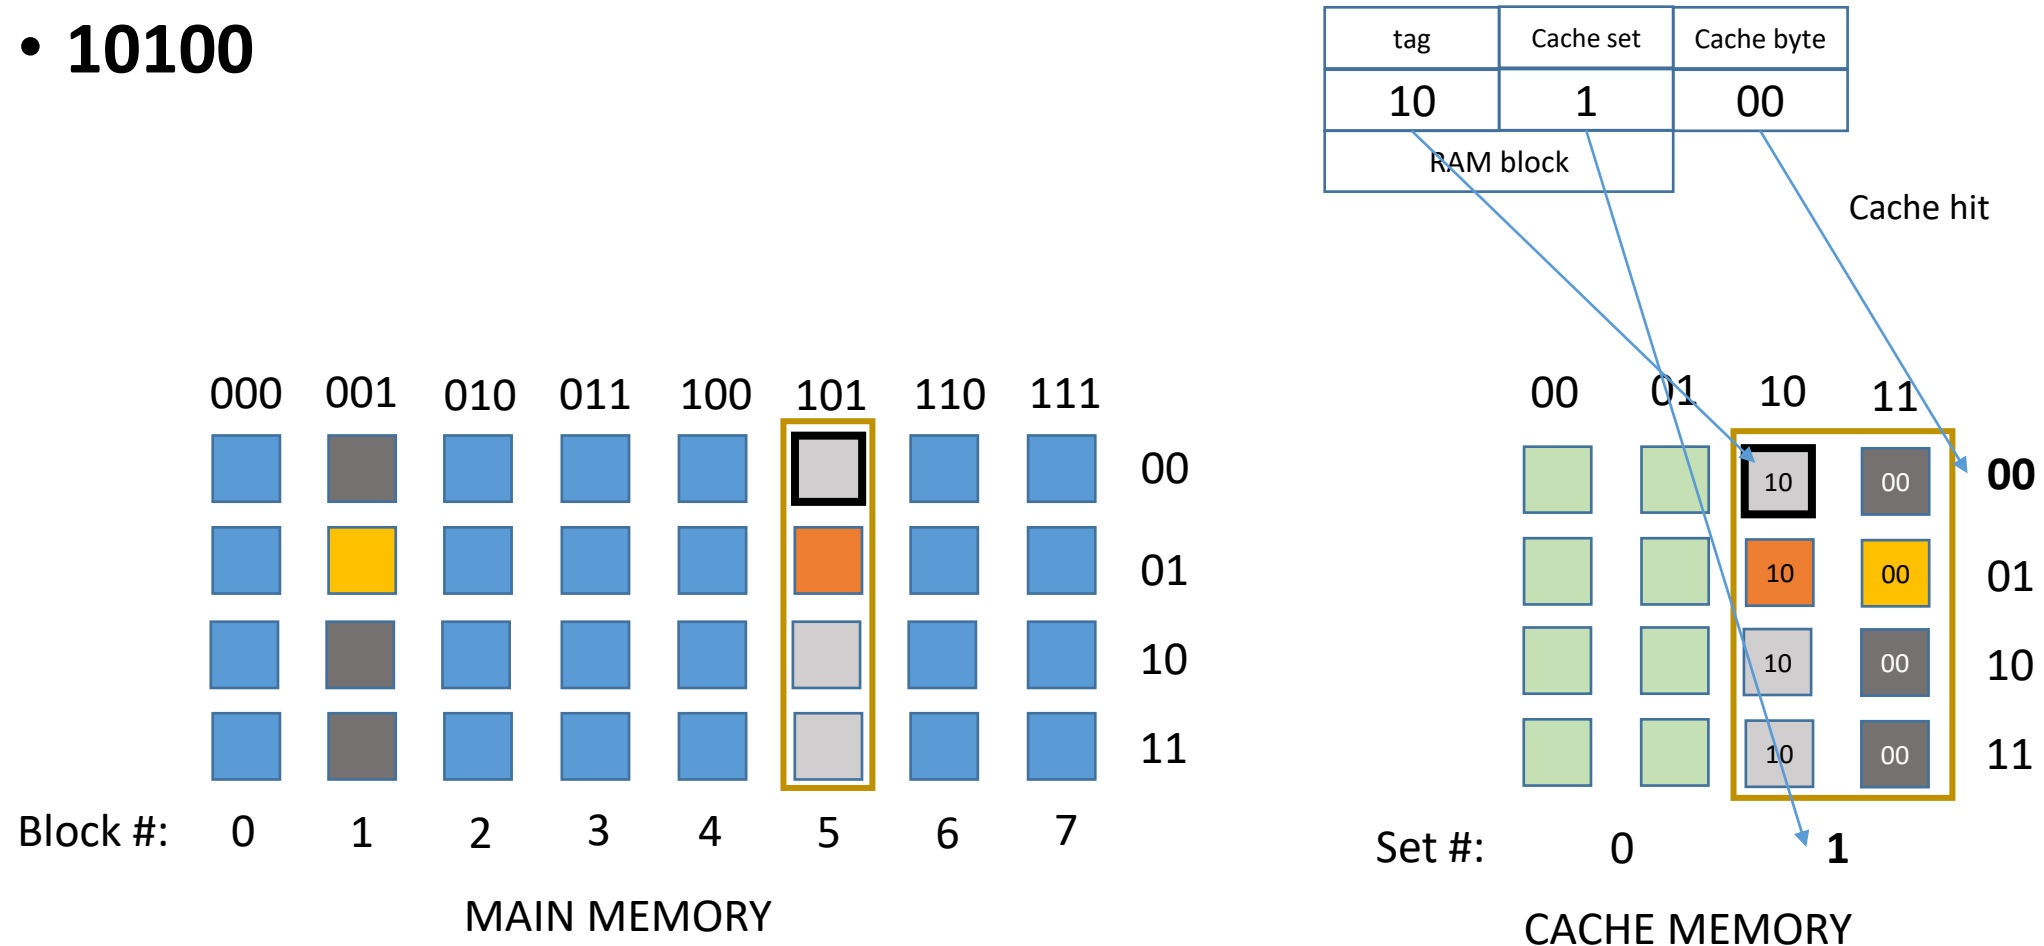 • 10100
tag Cache set Cache byte
10 1 00
RAM block
Cache hit
000 001 010 011 100 101 110 111
00
01
10
11
Block #: 0 1 2 3 4 5 6 7
MAIN MEMORY
00 01 10 11
10 00 00
10 00 01
10 00 10
10 00 11
Set #: 0 1
CACHE MEMORY